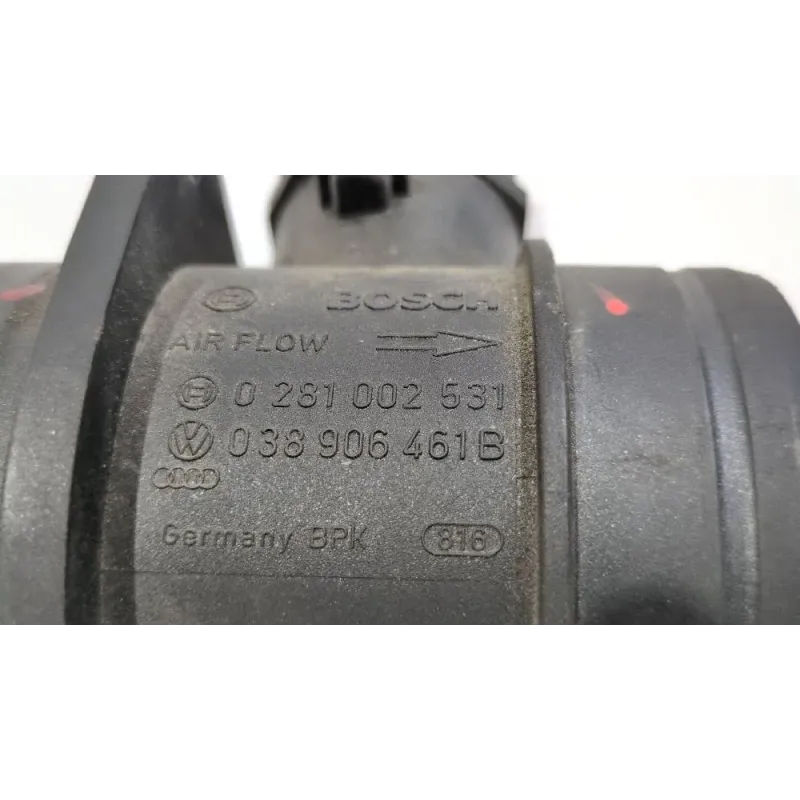 BOSCH
AIR FLOW
0 281 002 531
038 906 461B
Germany BPK 816